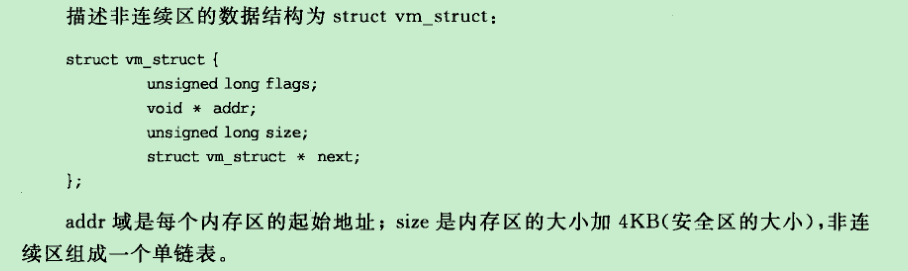 描述非连续区的数据结构为 struct vm_struct：
struct vm_struct {
unsigned long flags;
void * addr;
unsigned long size;
struct vm_struct * next;
};
addr 域是每个内存区的起始地址；size 是内存区的大小加 4KB(安全区的大小),非连
续区组成一个单链表。